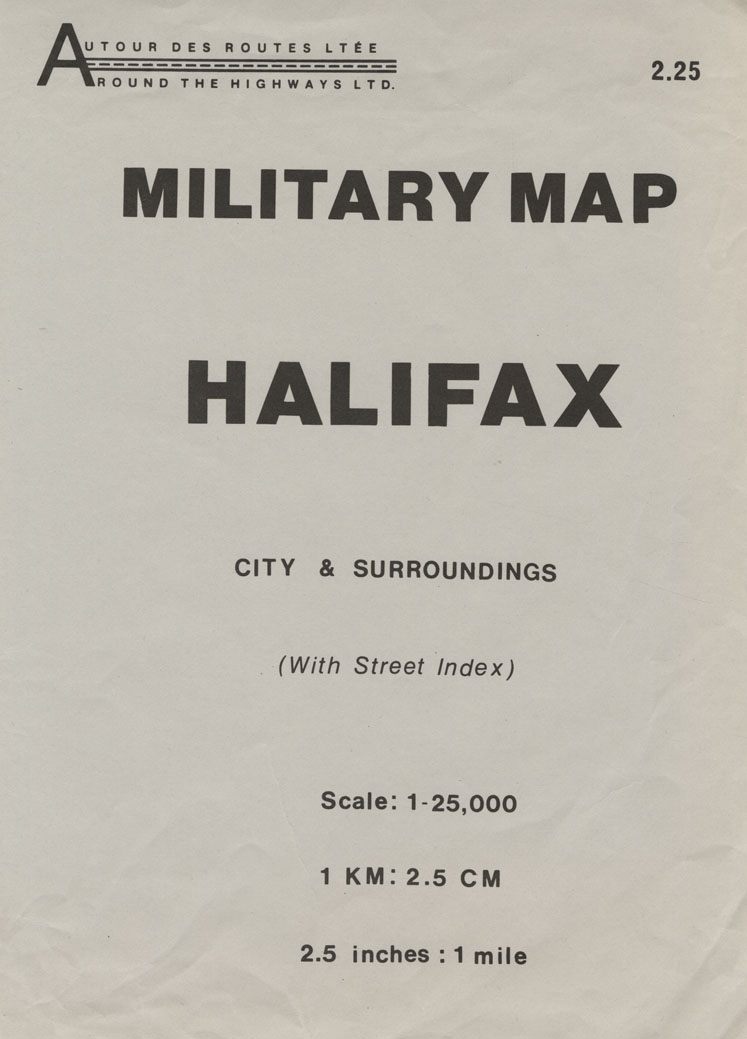 AUTOUR DES ROUTES LTÉE
AROUND THE HIGHWAYS LTD.
2.25
MILITARY MAP
HALIFAX
CITY & SURROUNDINGS
(With Street Index)
Scale: 1-25,000
1 KM: 2.5 CM
2.5 inches : 1 mile